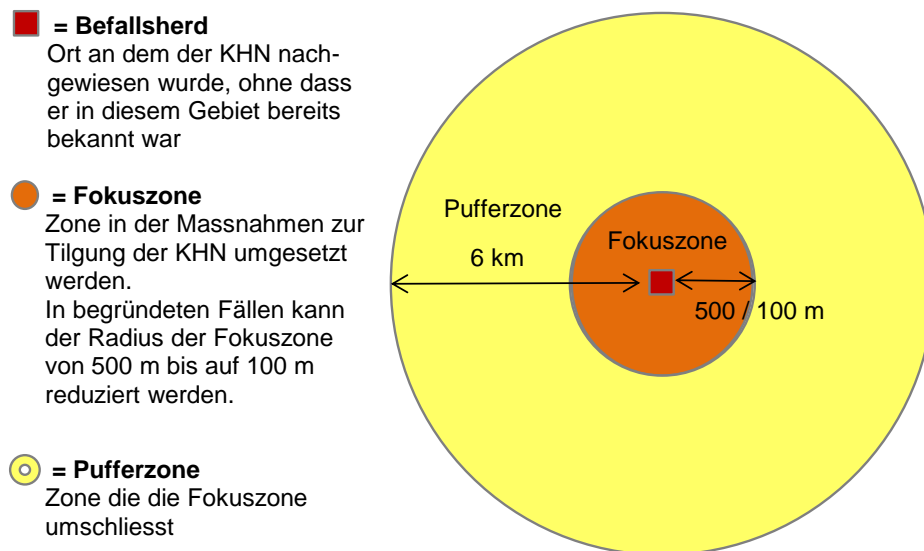 = Befallsherd
Ort an dem der KHN nach-
gewiesen wurde, ohne dass
er in diesem Gebiet bereits
bekannt war
= Fokuszone
Zone in der Massnahmen zur
Tilgung der KHN umgesetzt
werden.
In begründeten Fällen kann
der Radius der Fokuszone
von 500 m bis auf 100 m
reduziert werden.
= Pufferzone
Zone die die Fokuszone
umschliesst
Pufferzone
6 km
Fokuszone
500 / 100 m